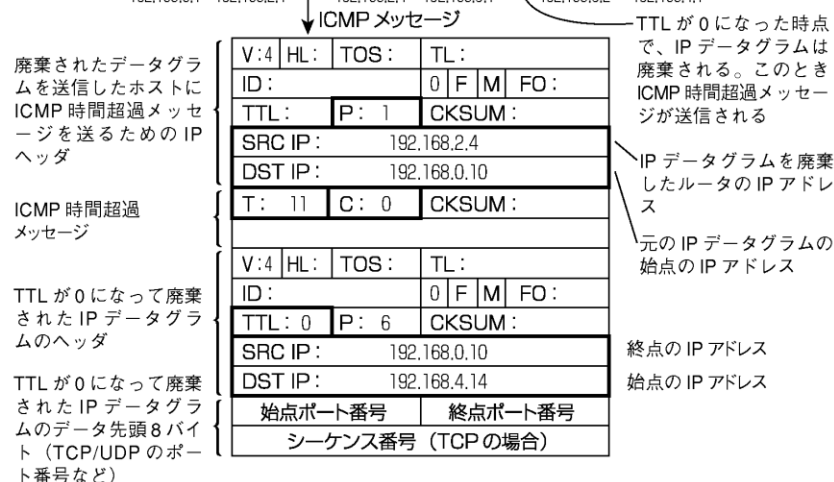 ICMP メッセージ
廃棄されたデータグラ
ムを送信したホストに
ICMP 時間超過メッセ
ージを送るための IP
ヘッダ
V:4 HL: TOS: TL:
ID: 0 F M FO:
TTL: P: 1 CKSUM:
SRC IP: 192.168.2.4
DST IP: 192.168.0.10
TTL が 0 になった時点
で、IP データグラムは
廃棄される。このとき
ICMP 時間超過メッセー
ジが送信される
IP データグラムを廃棄
したルータの IP アドレ
ス
元の IP データグラムの
始点の IP アドレス
ICMP 時間超過
メッセージ
T: 11 C: 0 CKSUM:
TTL が 0 になって廃棄
された IP データグラ
ムのヘッダ
V:4 HL: TOS: TL:
ID: 0 F M FO:
TTL: 0 P: 6 CKSUM:
SRC IP: 192.168.0.10
DST IP: 192.168.4.14
終点の IP アドレス
始点の IP アドレス
TTL が 0 になって廃棄
された IP データグラ
ムのデータ先頭 8 バイ
ト（TCP/UDP のポー
ト番号など）
始点ポート番号 終点ポート番号
シーケンス番号（TCP の場合）